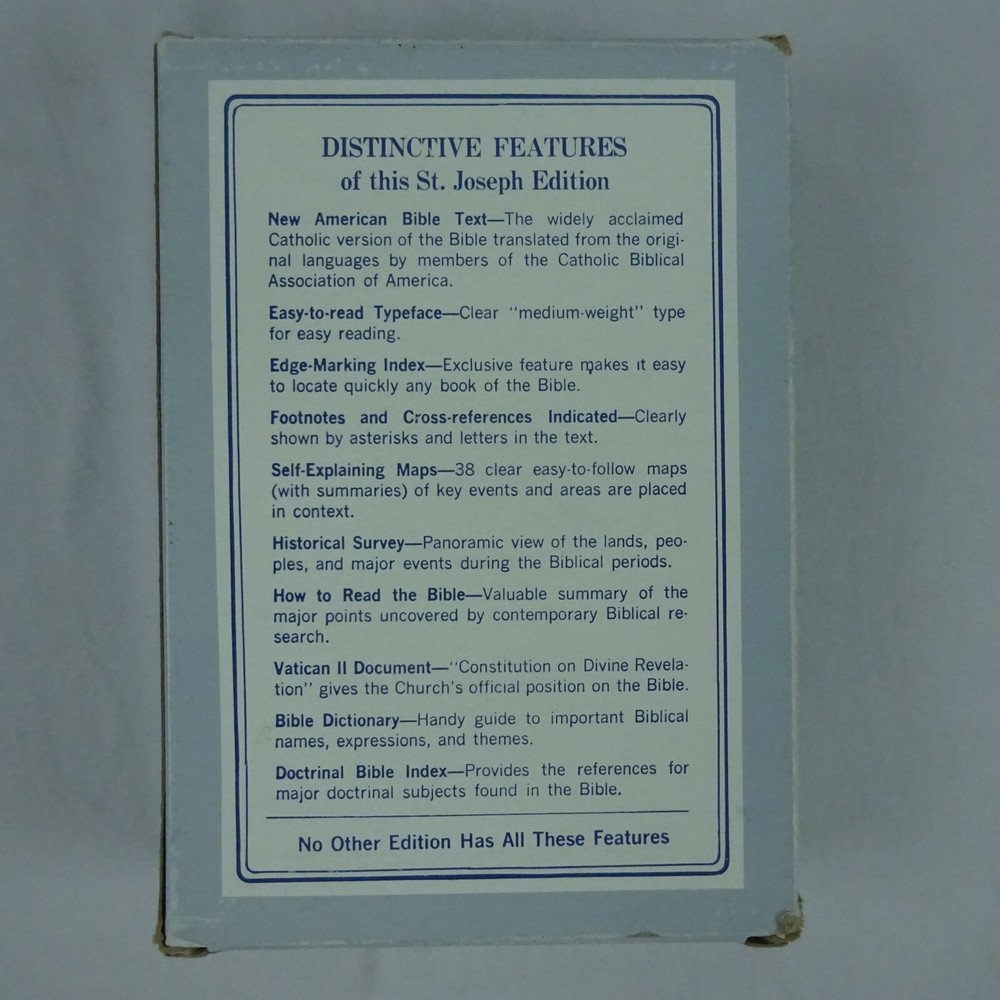 DISTINCTIVE FEATURES
of this St. Joseph Edition
New American Bible Text—The widely acclaimed
Catholic version of the Bible translated from the origi-
nal languages by members of the Catholic Biblical
Association of America.
Easy-to-read Typeface—Clear "medium-weight" type
for easy reading.
Edge-Marking Index—Exclusive feature makes it easy
to locate quickly any book of the Bible.
Footnotes and Cross-references Indicated—Clearly
shown by asterisks and letters in the text.
Self-Explaining Maps—38 clear easy-to-follow maps
(with summaries) of key events and areas are placed
in context.
Historical Survey—Panoramic view of the lands, peo-
ples, and major events during the Biblical periods.
How to Read the Bible—Valuable summary of the
major points uncovered by contemporary Biblical re-
search.
Vatican II Document—"Constitution on Divine Revela-
tion" gives the Church's official position on the Bible.
Bible Dictionary—Handy guide to important Biblical
names, expressions, and themes.
Doctrinal Bible Index—Provides the references for
major doctrinal subjects found in the Bible.
No Other Edition Has All These Features